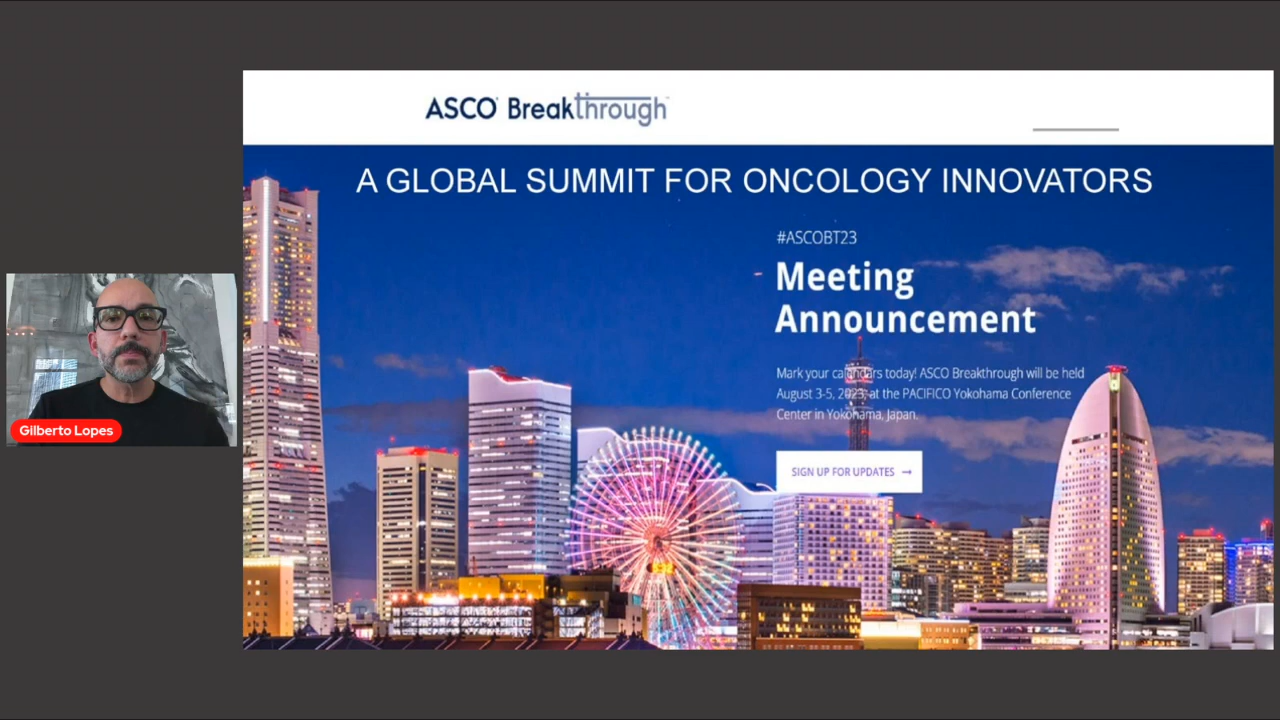 ASCO® Breakthrough™
A GLOBAL SUMMIT FOR ONCOLOGY INNOVATORS
#ASCOBT23
Meeting
Announcement
Mark your calendars today! ASCO Breakthrough will be held
August 3-5, 2023, at the PACIFICO Yokohama Conference
Center in Yokohama, Japan.
SIGN UP FOR UPDATES →
Gilberto Lopes